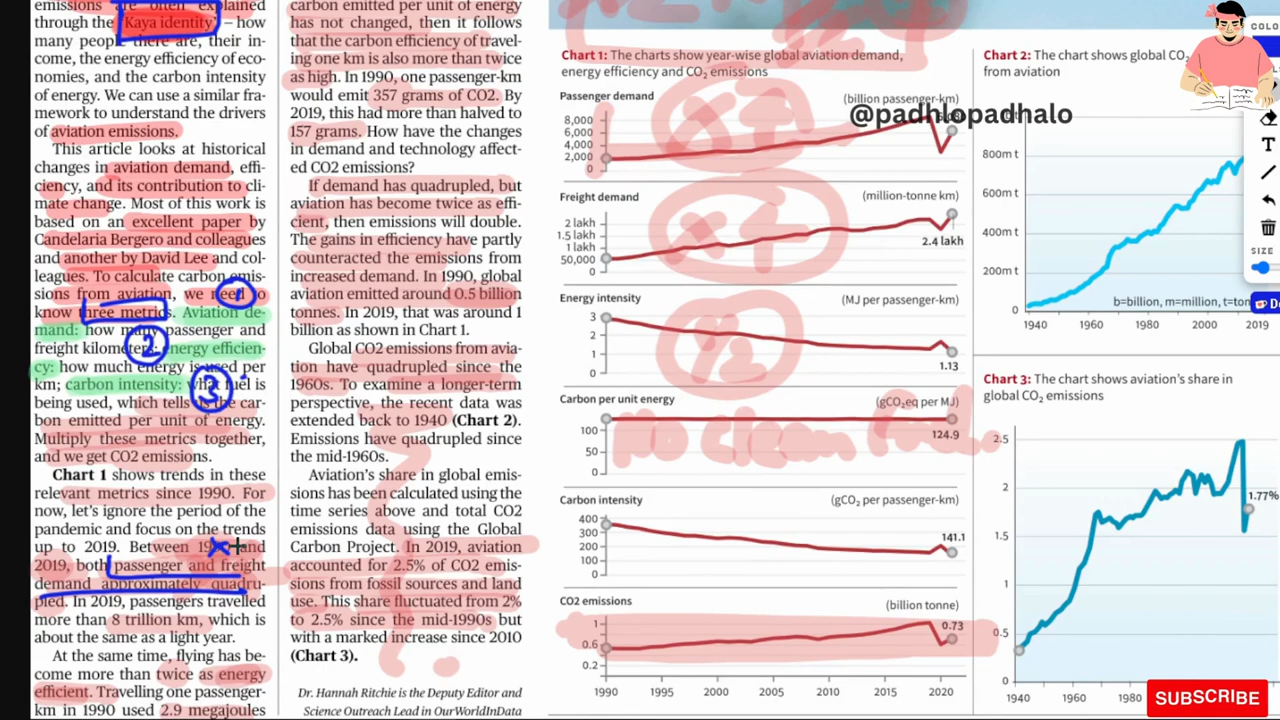 emissions are often explained
through the 'Kaya identity' – how
many people there are, their in-
come, the energy efficiency of eco-
nomies, and the carbon intensity
of energy. We can use a similar fra-
mework to understand the drivers
of aviation emissions.
This article looks at historical
changes in aviation demand, effi-
ciency, and its contribution to cli-
mate change. Most of this work is
based on an excellent paper by
Candelaria Bergero and colleagues
and another by David Lee and col-
leagues. To calculate carbon emis-
sions from aviation, we need to
know three metrics. Aviation de-
mand: how many passenger and
freight kilometers; energy efficien-
cy: how much energy is used per
km; carbon intensity: what fuel is
being used, which tells us the car-
bon emitted per unit of energy.
Multiply these metrics together,
and we get CO2 emissions.
Chart 1 shows trends in these
relevant metrics since 1990. For
now, let's ignore the period of the
pandemic and focus on the trends
up to 2019. Between 19 and
2019, both passenger and freight
demand approximately quadru-
pled. In 2019, passengers travelled
more than 8 trillion km, which is
about the same as a light year.
At the same time, flying has be-
come more than twice as energy
efficient. Travelling one passenger-
km in 1990 used 2.9 megajoules
1
2
3
carbon emitted per unit of energy
has not changed, then it follows
that the carbon efficiency of travel-
ing one km is also more than twice
as high. In 1990, one passenger-km
would emit 357 grams of CO2. By
2019, this had more than halved to
157 grams. How have the changes
in demand and technology affect-
ed CO2 emissions?
If demand has quadrupled, but
aviation has become twice as effi-
cient, then emissions will double.
The gains in efficiency have partly
counteracted the emissions from
increased demand. In 1990, global
aviation emitted around 0.5 billion
tonnes. In 2019, that was around 1
billion as shown in Chart 1.
Global CO2 emissions from avia-
tion have quadrupled since the
1960s. To examine a longer-term
perspective, the recent data was
extended back to 1940 (Chart 2).
Emissions have quadrupled since
the mid-1960s.
Aviation's share in global emis-
sions has been calculated using the
time series above and total CO2
emissions data using the Global
Carbon Project. In 2019, aviation
accounted for 2.5% of CO2 emis-
sions from fossil sources and land
use. This share fluctuated from 2%
to 2.5% since the mid-1990s but
with a marked increase since 2010
(Chart 3).
Dr. Hannah Ritchie is the Deputy Editor and
Science Outreach Lead in OurWorldInData
Chart 1: The charts show year-wise global aviation demand,
energy efficiency and CO₂ emissions
Passenger demand (billion passenger-km)
8,000
6,000
4,000
2,000
0
x4
Freight demand (million-tonne km)
2 lakh
1.5 lakh
1 lakh
50,000
0
2.4 lakh
x4
Energy intensity (MJ per passenger-km)
3
2
1
0
1.13
/2
Carbon per unit energy (gCO₂eq per MJ)
100
50
0
124.9
No clean fuel
Carbon intensity (gCO₂ per passenger-km)
400
300
200
100
0
141.1
CO2 emissions (billion tonne)
1
0.6
0.2
0.73
1990 1995 2000 2005 2010 2015 2020
@padhlopadhalo
Chart 2: The chart shows global CO
from aviation
800m t
600m t
400m t
200m t
0
b=billion, m=million, t=ton
1940 1960 1980 2000 2019
Chart 3: The chart shows aviation's share in
global CO₂ emissions
2.5
2
1.5
1
0.5
0
1.77%
1940 1960 1980
COLO
T
SIZE
De
SUBSCRIBE